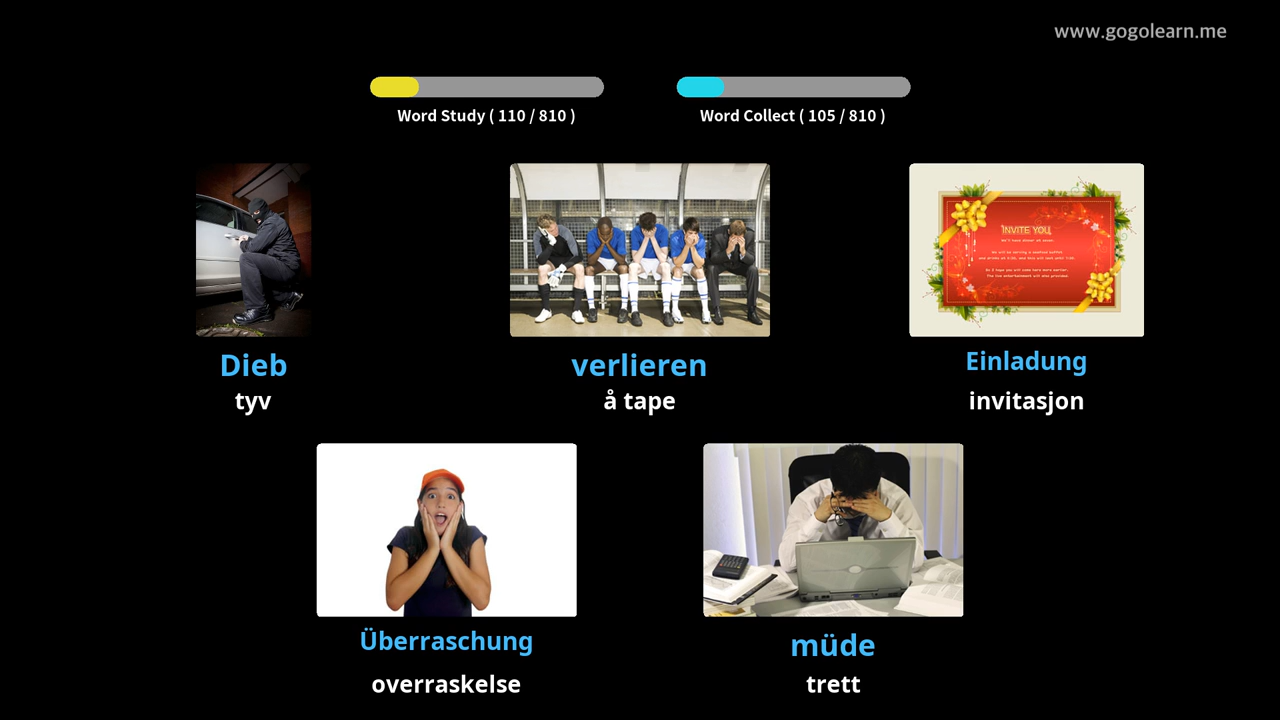 www.gogolearn.me
Word Study ( 110 / 810 )
Word Collect ( 105 / 810 )
INVITE YOU
Dieb
tyv
verlieren
å tape
Einladung
invitasjon
Überraschung
overraskelse
müde
trett